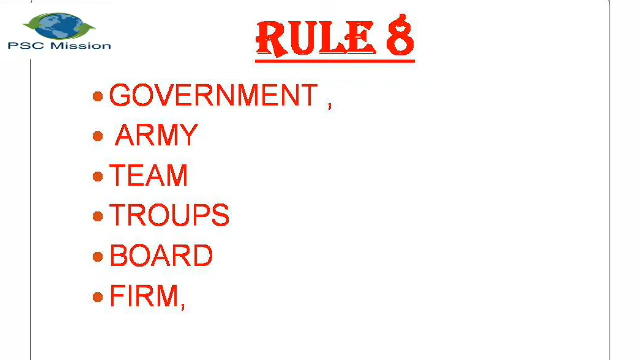 PSC Mission
RULE 8
GOVERNMENT ,
ARMY
TEAM
TROUPS
BOARD
FIRM,